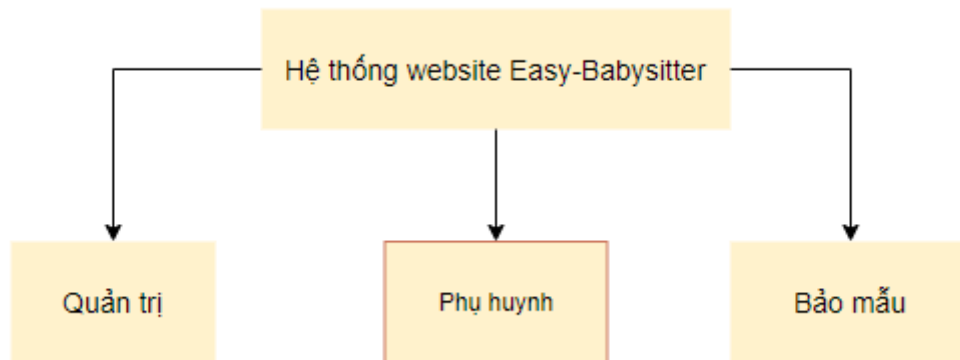 Hệ thống website Easy-Babysitter
Quản trị
Phụ huynh
Bảo mẫu